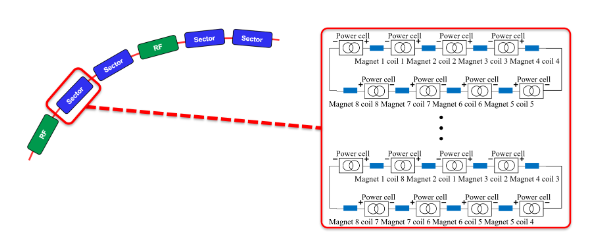 RF
Sector
Sector
RF
Sector
Sector
Power cell Power cell Power cell Power cell
− + − + − + − +
Magnet 1 coil 1 Magnet 2 coil 2 Magnet 3 coil 3 Magnet 4 coil 4
Power cell Power cell Power cell Power cell
+ − + − + − + −
Magnet 8 coil 8 Magnet 7 coil 7 Magnet 6 coil 6 Magnet 5 coil 5
Power cell Power cell Power cell Power cell
− + − + − + − +
Magnet 1 coil 8 Magnet 2 coil 1 Magnet 3 coil 2 Magnet 4 coil 3
Power cell Power cell Power cell Power cell
+ − + − + − + −
Magnet 8 coil 7 Magnet 7 coil 6 Magnet 6 coil 5 Magnet 5 coil 4